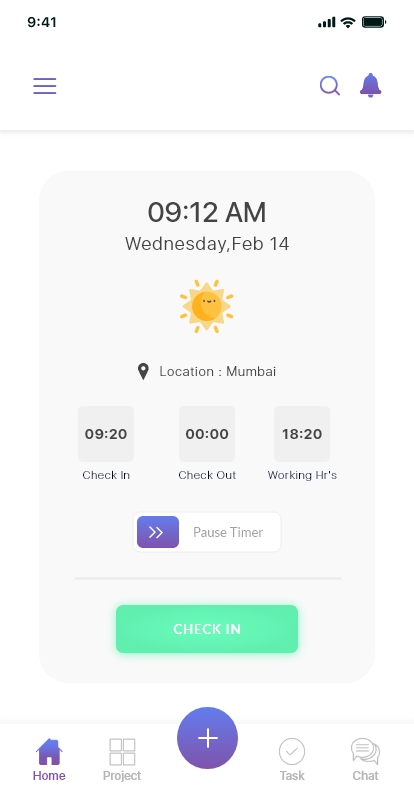 9:41
09:12 AM
Wednesday,Feb 14
Location : Mumbai
09:20 00:00 18:20
Check In Check Out Working Hr's
Pause Timer
CHECK IN
Home Project Task Chat